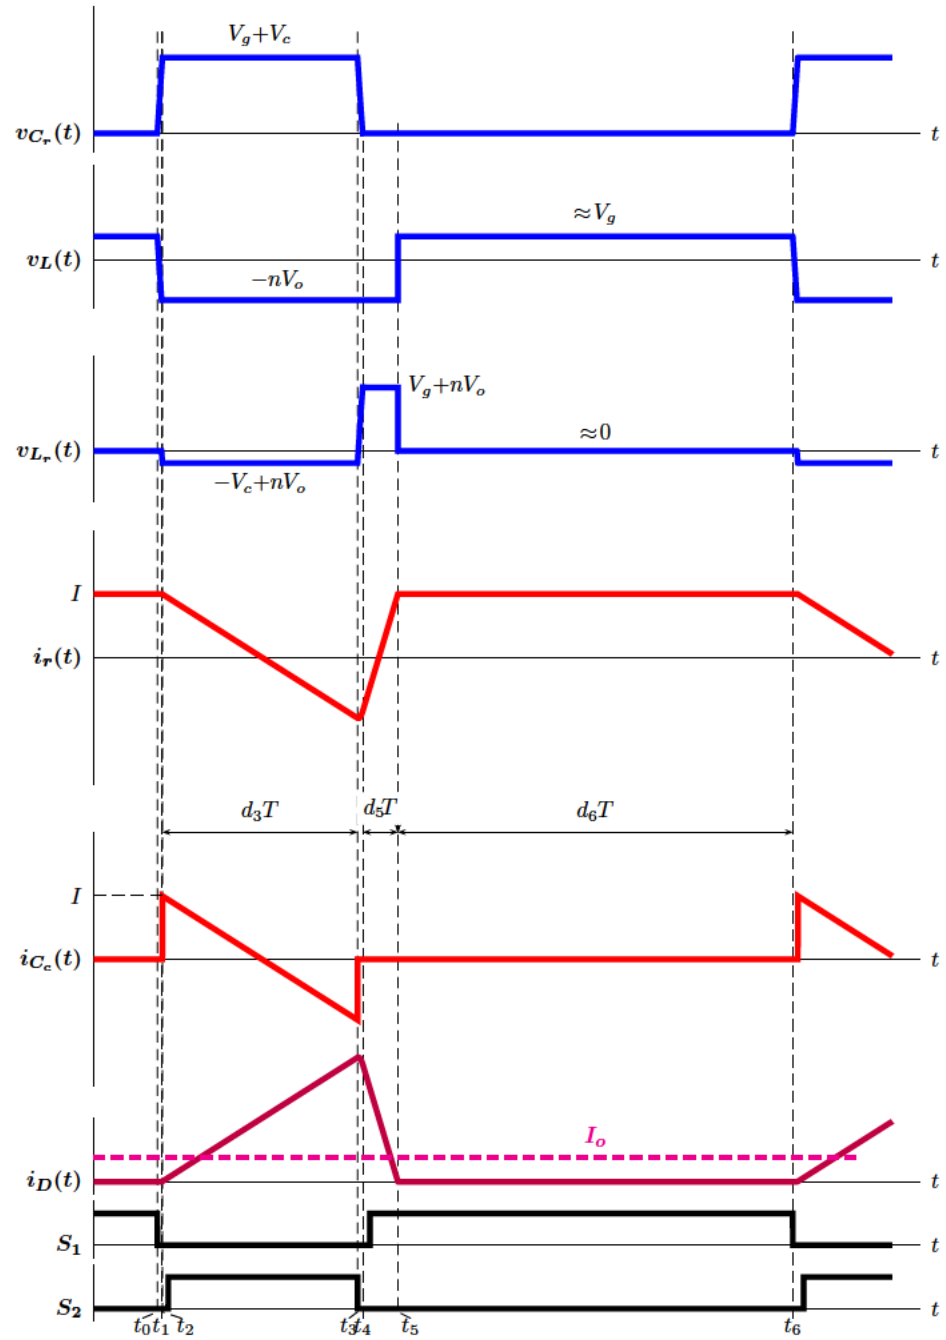 V_g+V_c
v_{C_r}(t) t
≈V_g
v_L(t) t
−nV_o
V_g+nV_o
≈0
v_{L_r}(t) t
−V_c+nV_o
I
i_r(t) t
d_3T d_5T d_6T
I
i_{C_c}(t) t
I_o
i_D(t) t
S_1 t
S_2 t
t_0 t_1 t_2 t_3 t_4 t_5 t_6